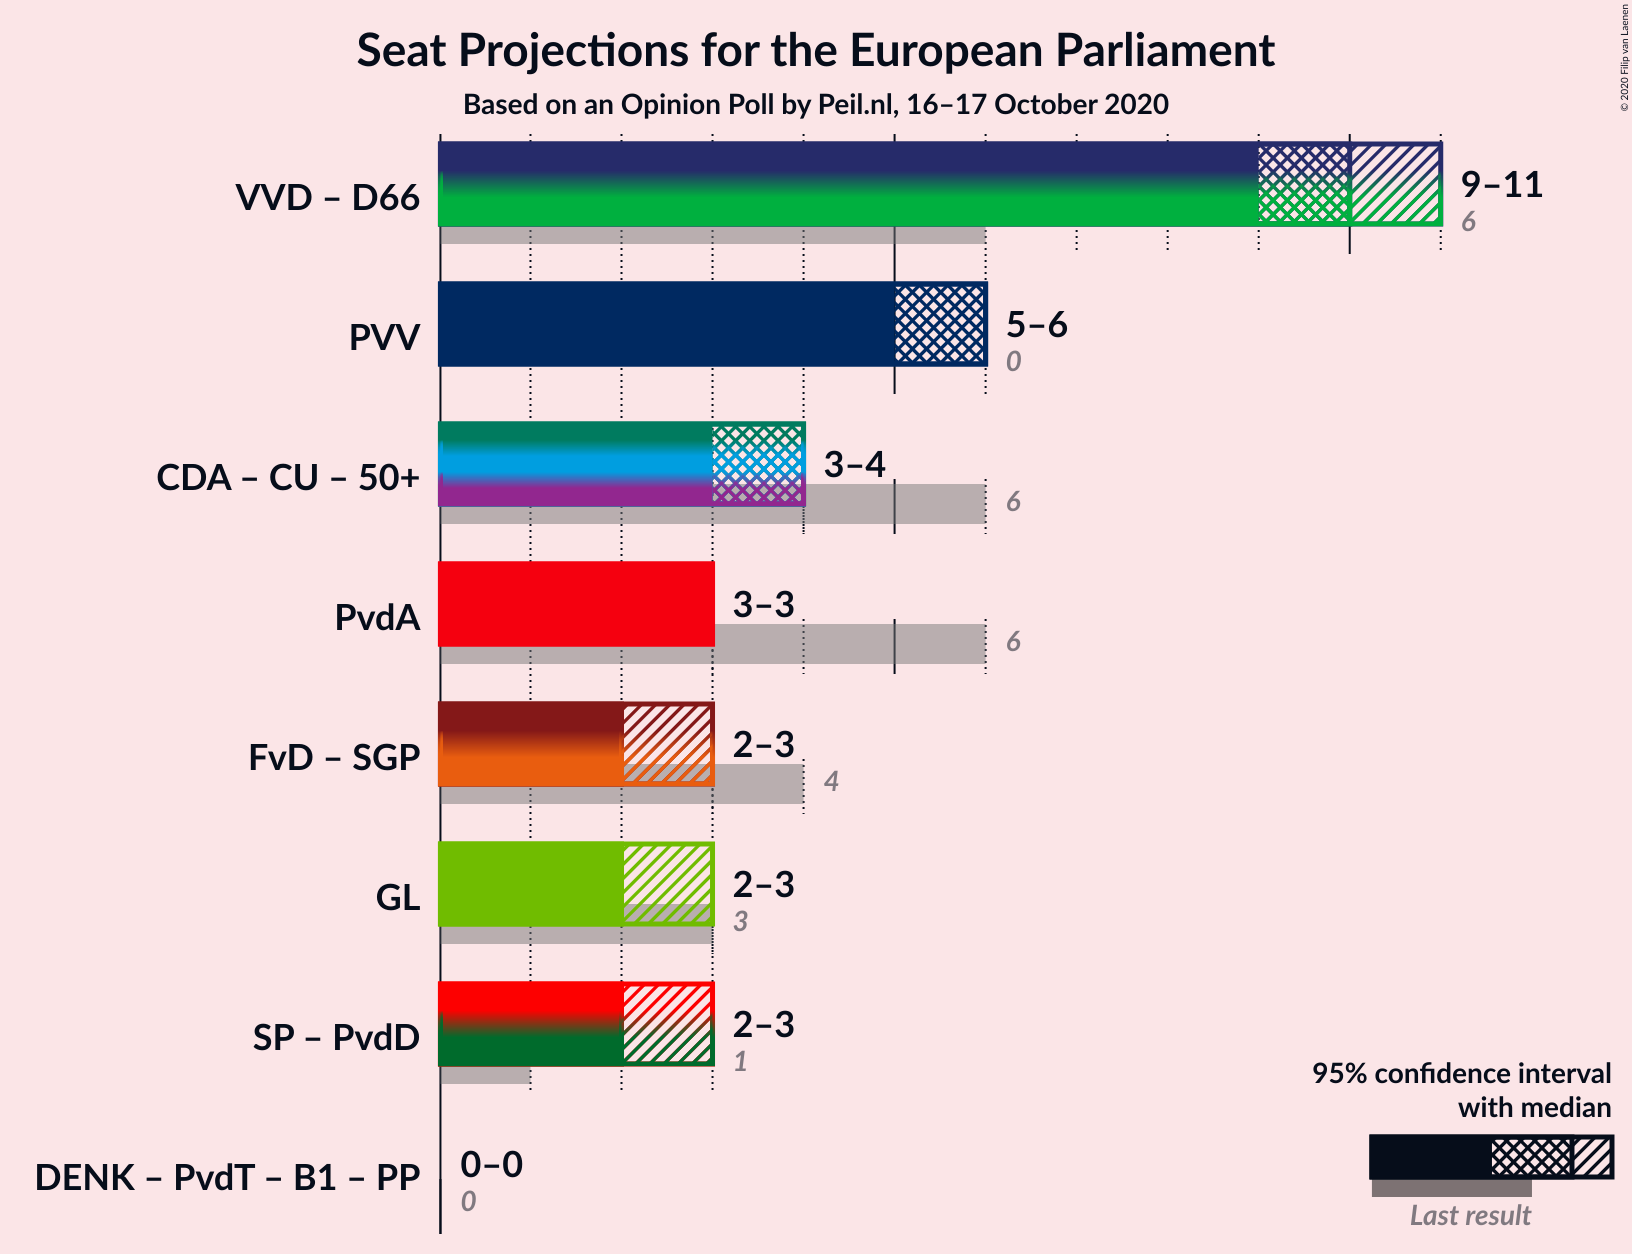 Seat Projections for the European Parliament
Based on an Opinion Poll by Peil.nl, 16–17 October 2020
© 2020 Filip van Laenen
VVD – D66
9–11
6
PVV
5–6
0
CDA – CU – 50+
3–4
6
PvdA
3–3
6
FvD – SGP
2–3
4
GL
2–3
3
SP – PvdD
2–3
1
DENK – PvdT – B1 – PP
0–0
0
95% confidence interval
with median
Last result